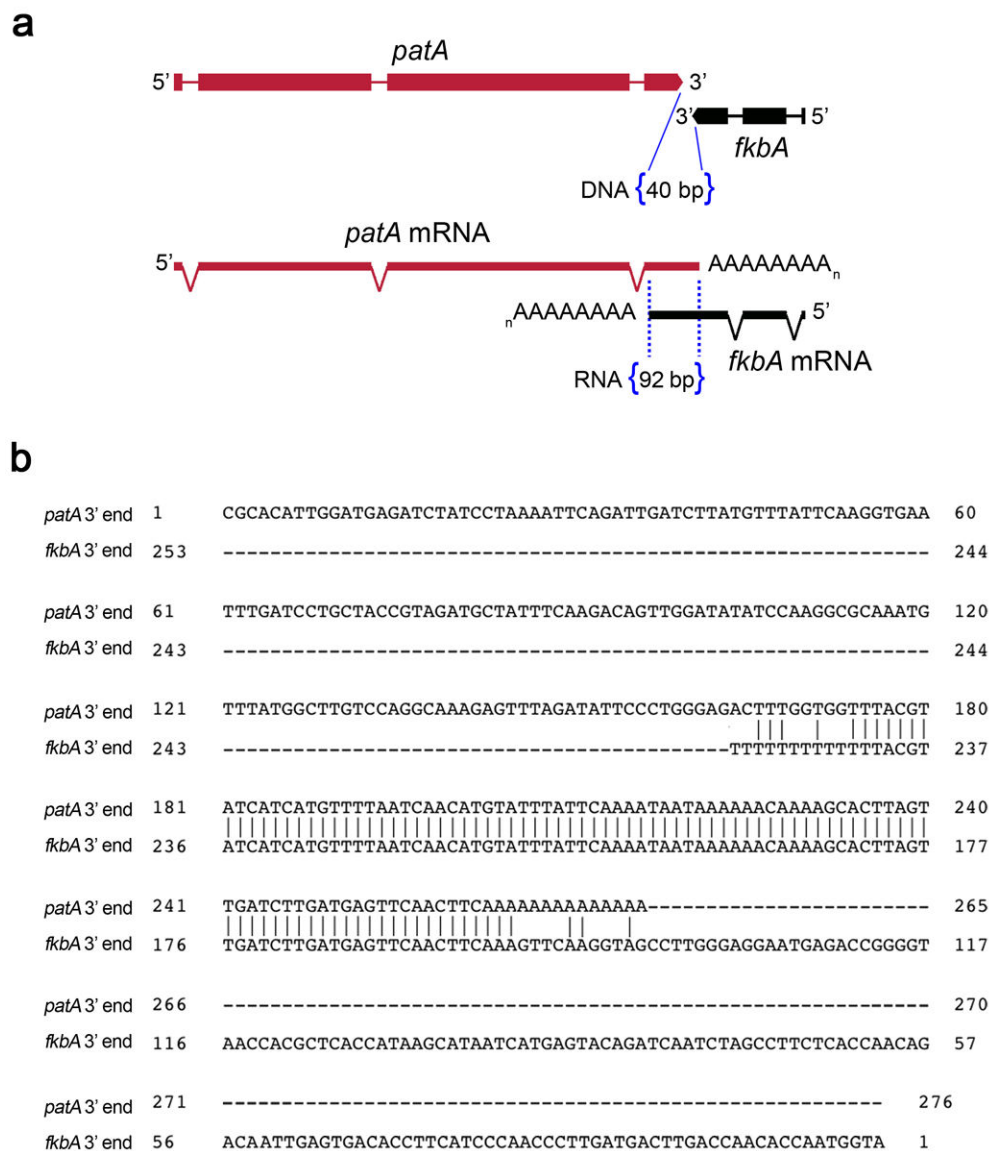 a
patA
5’ 3’
3’ 5’
fkbA
DNA {40 bp}
patA mRNA
5’ AAAAAAAAn
nAAAAAAAA 5’
fkbA mRNA
RNA {92 bp}
b
patA 3’ end 1 CGCACATTGGATGAGATCTATCCTAAAATTCAGATTGATCTTATGTTTATTCAAGGTGAA 60
fkbA 3’ end 253 ------------------------------------------------------------ 244
patA 3’ end 61 TTTGATCCTGCTACCGTAGATGCTATTTCAAGACAGTTGGATATATCCAAGGCGCAAATG 120
fkbA 3’ end 243 ------------------------------------------------------------ 244
patA 3’ end 121 TTTATGGCTTGTCCAGGCAAAGAGTTTAGATATTCCCTGGGAGACTTTGGTGGTTTACGT 180
fkbA 3’ end 243 -------------------------------------------TTTTTTTTTTTTTACGT 237
patA 3’ end 181 ATCATCATGTTTTAATCAACATGTATTTATTCAAAATAATAAAAAACAAAAGCACTTAGT 240
fkbA 3’ end 236 ATCATCATGTTTTAATCAACATGTATTTATTCAAAATAATAAAAAACAAAAGCACTTAGT 177
patA 3’ end 241 TGATCTTGATGAGTTCAACTTCAAAAAAAAAAAAAA------------------------ 265
fkbA 3’ end 176 TGATCTTGATGAGTTCAACTTCAAAGTTCAAGGTAGCCTTGGGAGGAATGAGACCGGGGT 117
patA 3’ end 266 ------------------------------------------------------------ 270
fkbA 3’ end 116 AACCACGCTCACCATAAGCATAATCATGAGTACAGATCAATCTAGCCTTCTCACCAACAG 57
patA 3’ end 271 -------------------------------------------------------- 276
fkbA 3’ end 56 ACAATTGAGTGACACCTTCATCCCAACCCTTGATGACTTGACCAACACCAATGGTA 1